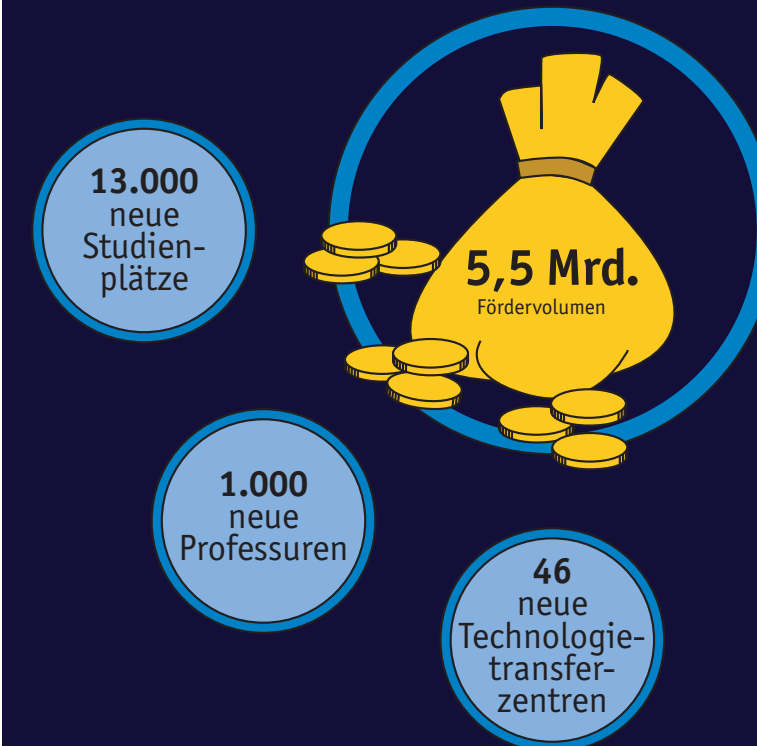 13.000
neue
Studien-
plätze
5,5 Mrd.
Fördervolumen
1.000
neue
Professuren
46
neue
Technologie-
transfer-
zentren